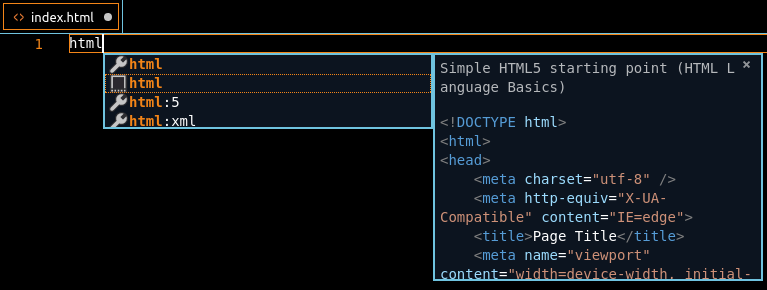 <> index.html
1 html
html
html
html:5
html:xml
Simple HTML5 starting point (HTML L
anguage Basics)
×
<!DOCTYPE html>
<html>
<head>
<meta charset="utf-8" />
<meta http-equiv="X-UA-
Compatible" content="IE=edge">
<title>Page Title</title>
<meta name="viewport"
content="width=device-width, initial-